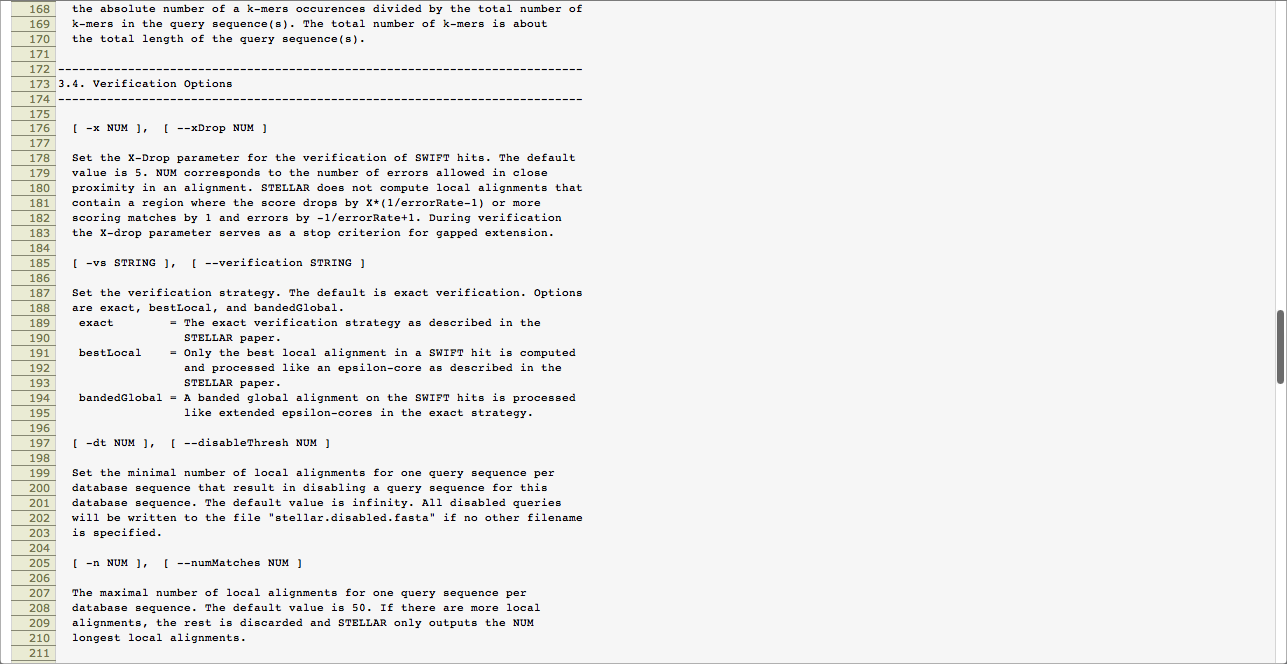 168 the absolute number of a k-mers occurences divided by the total number of
169 k-mers in the query sequence(s). The total number of k-mers is about
170 the total length of the query sequence(s).
171
172 ---------------------------------------------------------------------------
173 3.4. Verification Options
174 ---------------------------------------------------------------------------
175
176 [ -x NUM ],  [ --xDrop NUM ]
177
178 Set the X-Drop parameter for the verification of SWIFT hits. The default
179 value is 5. NUM corresponds to the number of errors allowed in close
180 proximity in an alignment. STELLAR does not compute local alignments that
181 contain a region where the score drops by X*(1/errorRate-1) or more
182 scoring matches by 1 and errors by -1/errorRate+1. During verification
183 the X-drop parameter serves as a stop criterion for gapped extension.
184
185 [ -vs STRING ],  [ --verification STRING ]
186
187 Set the verification strategy. The default is exact verification. Options
188 are exact, bestLocal, and bandedGlobal.
189 exact        = The exact verification strategy as described in the
190 STELLAR paper.
191 bestLocal    = Only the best local alignment in a SWIFT hit is computed
192 and processed like an epsilon-core as described in the
193 STELLAR paper.
194 bandedGlobal = A banded global alignment on the SWIFT hits is processed
195 like extended epsilon-cores in the exact strategy.
196
197 [ -dt NUM ],  [ --disableThresh NUM ]
198
199 Set the minimal number of local alignments for one query sequence per
200 database sequence that result in disabling a query sequence for this
201 database sequence. The default value is infinity. All disabled queries
202 will be written to the file "stellar.disabled.fasta" if no other filename
203 is specified.
204
205 [ -n NUM ],  [ --numMatches NUM ]
206
207 The maximal number of local alignments for one query sequence per
208 database sequence. The default value is 50. If there are more local
209 alignments, the rest is discarded and STELLAR only outputs the NUM
210 longest local alignments.
211